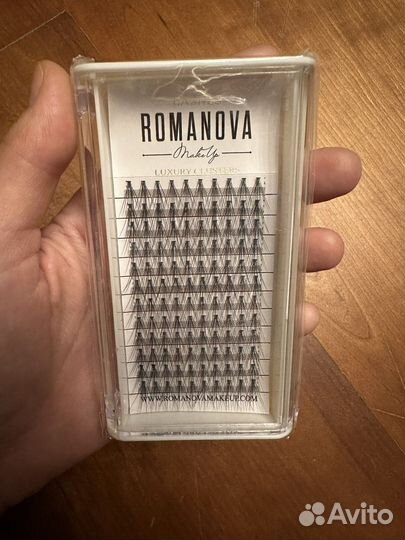 ROMANOVA
MakeUp
LUXURY CLUSTERS
WWW.ROMANOVAMAKEUP.COM
Avito